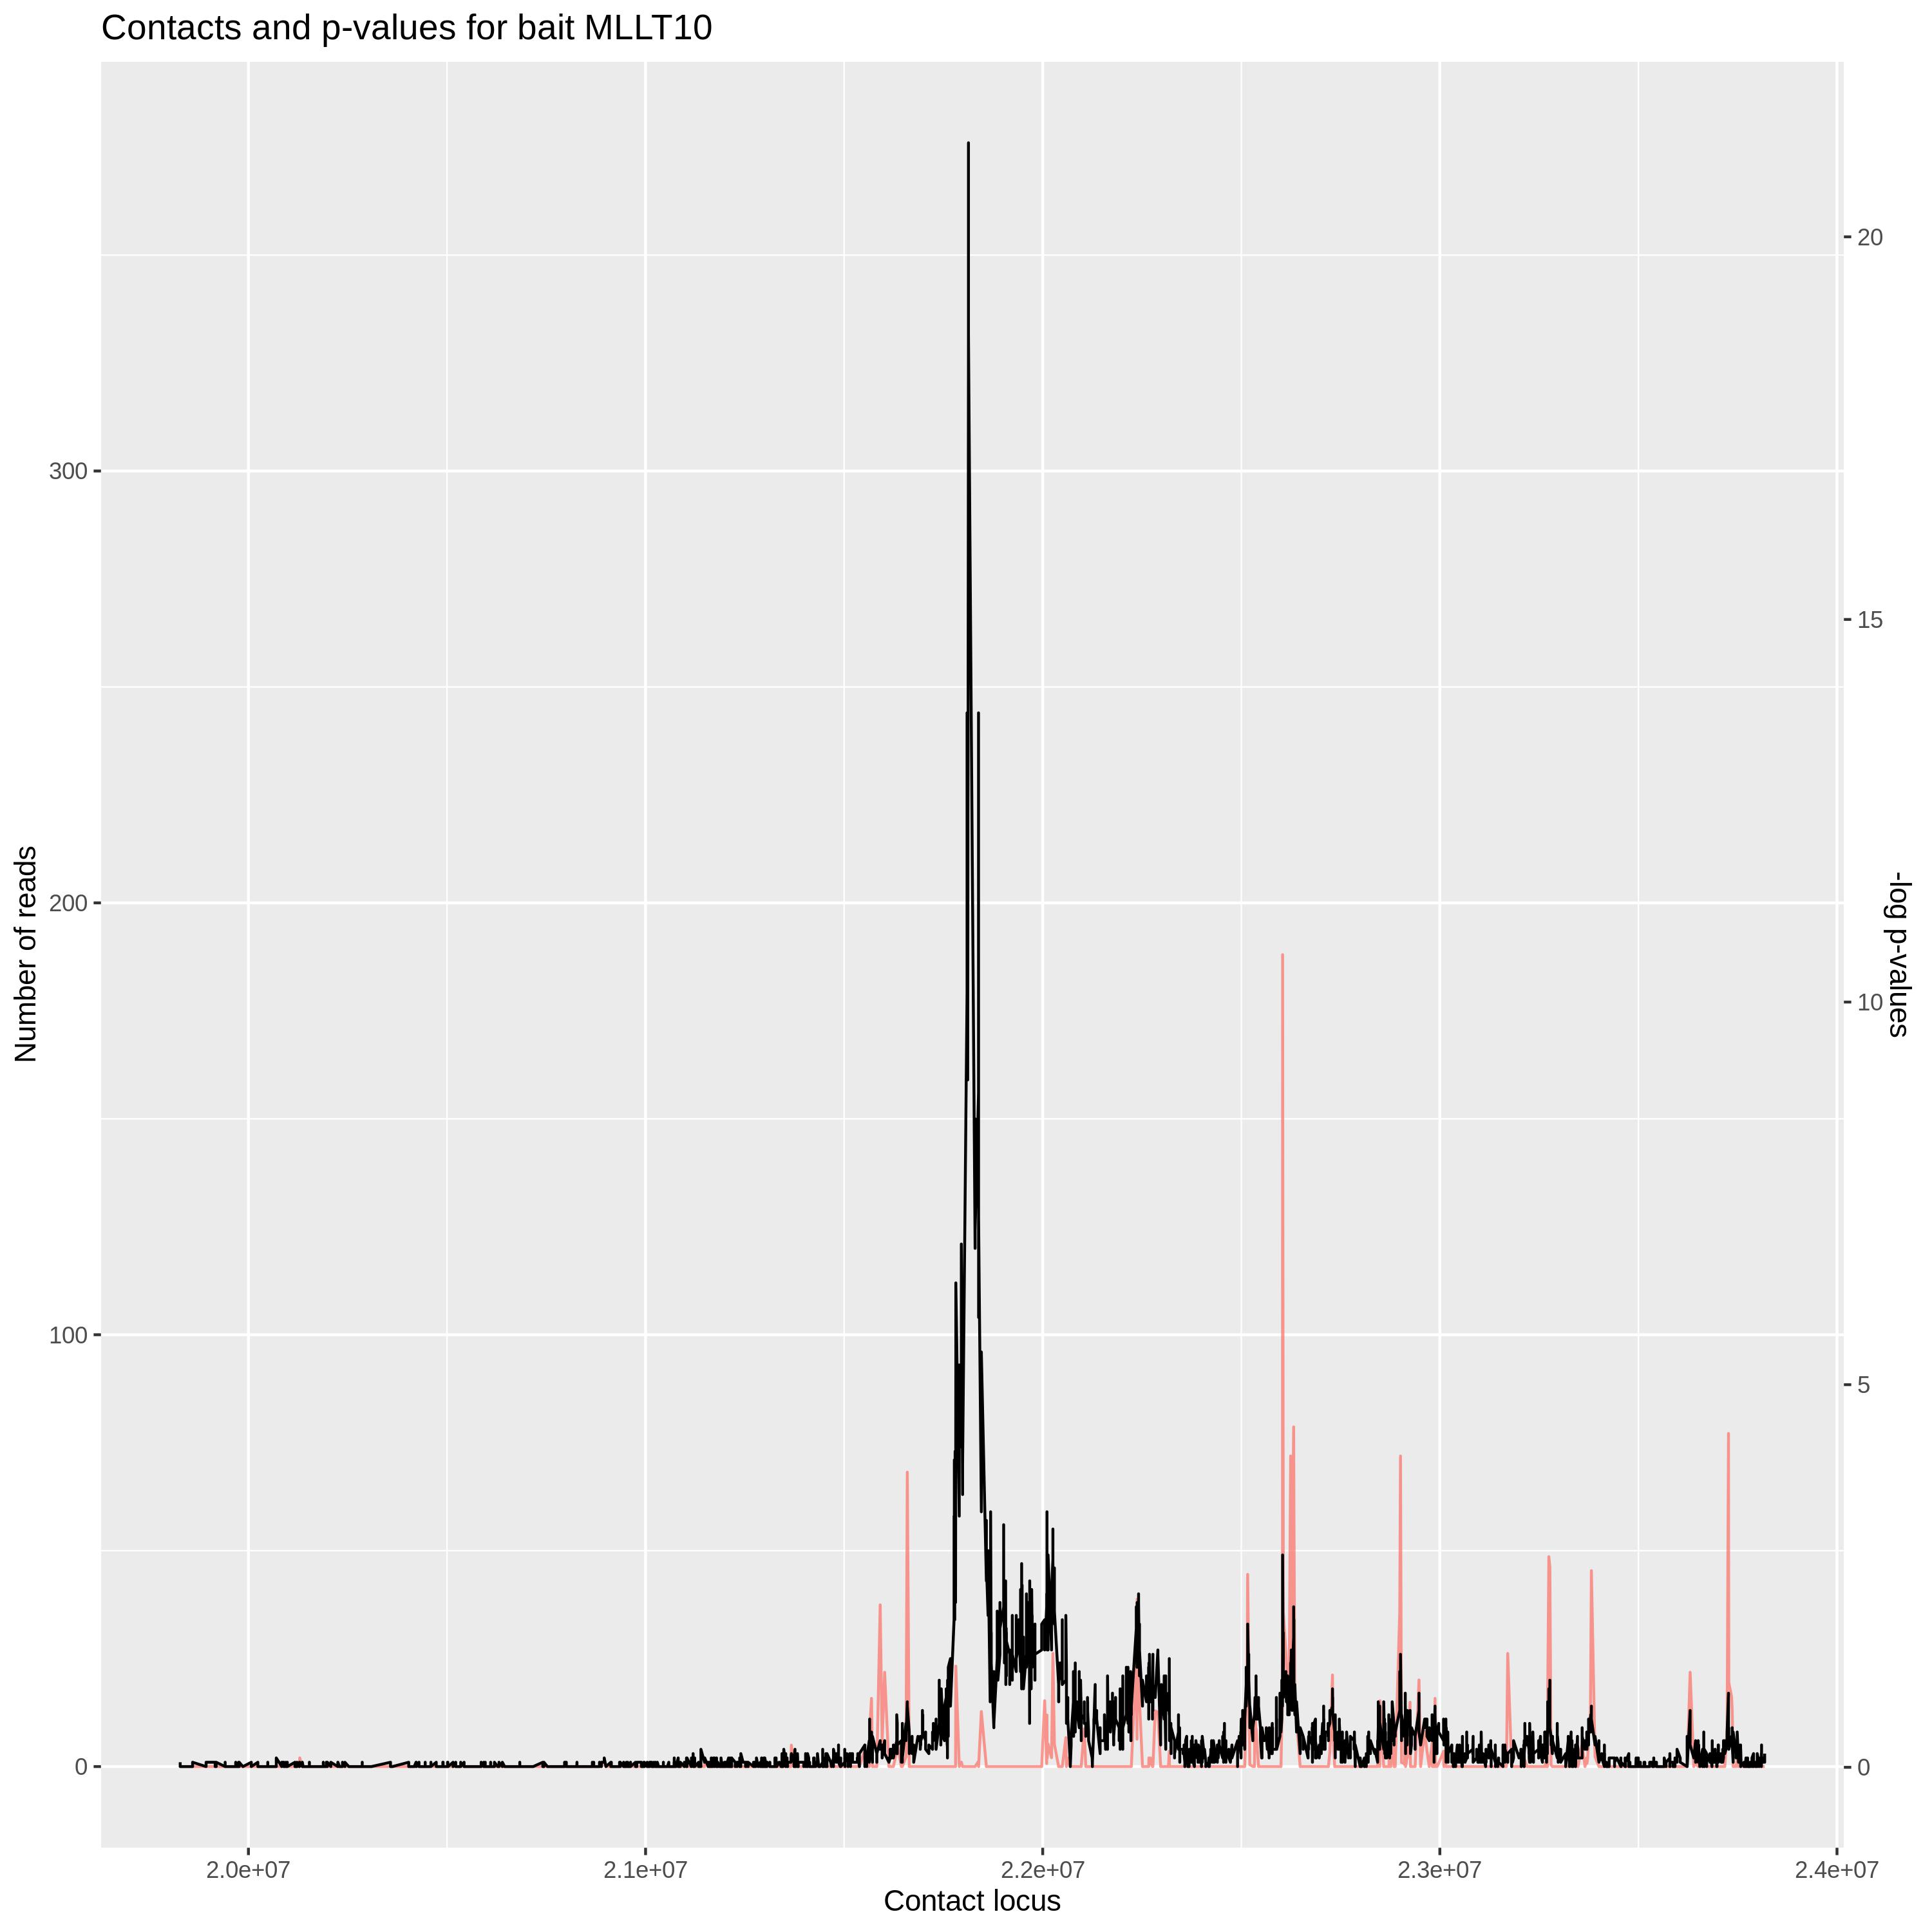 Contacts and p-values for bait MLLT10
Number of reads
300
200
100
0
20
15
10
5
0
-log p-values
2.0e+07
2.1e+07
2.2e+07
2.3e+07
2.4e+07
Contact locus